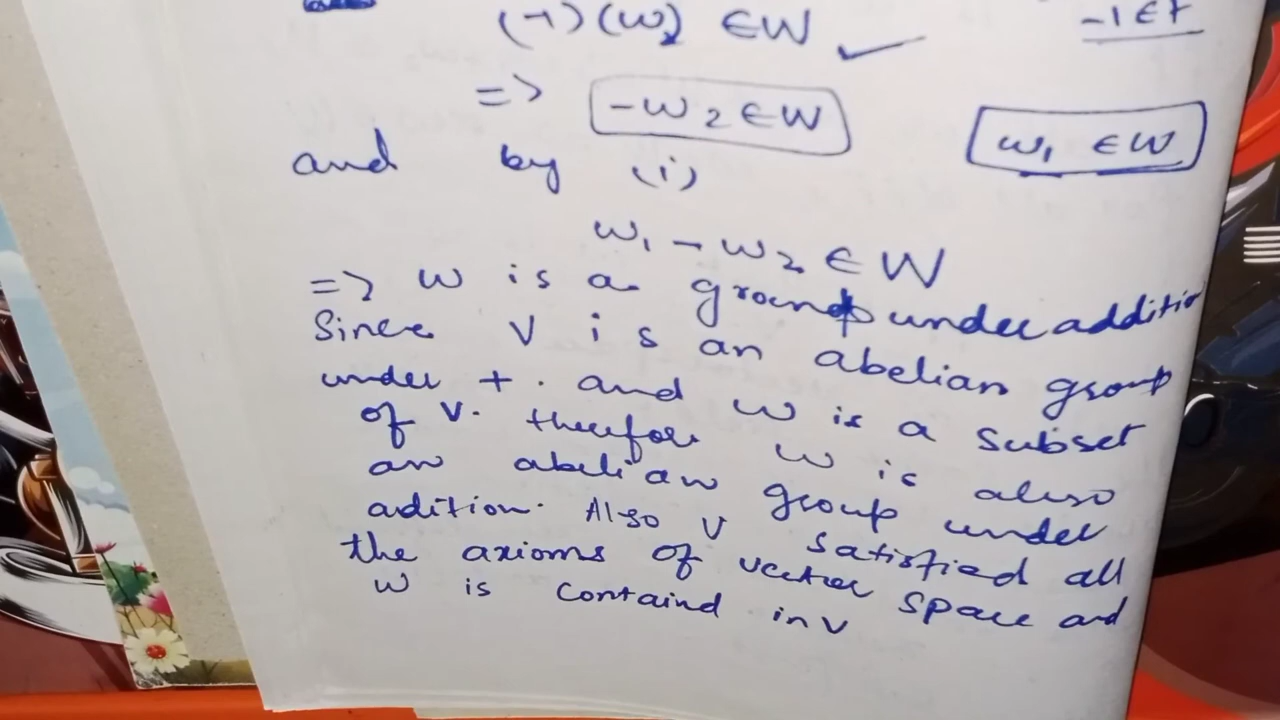 (-1)(w2) ∈W ✓ -1∈F
=> -w2∈W w1 ∈W
and by (i)
w1 - w2 ∈ W
=> W is a group under addition
Since V is an abelian group
under +. and W is a subset
of V. therefore W is also
an abelian group under
adition. Also V satisfied all
the axioms of vector space and
W is containd in V